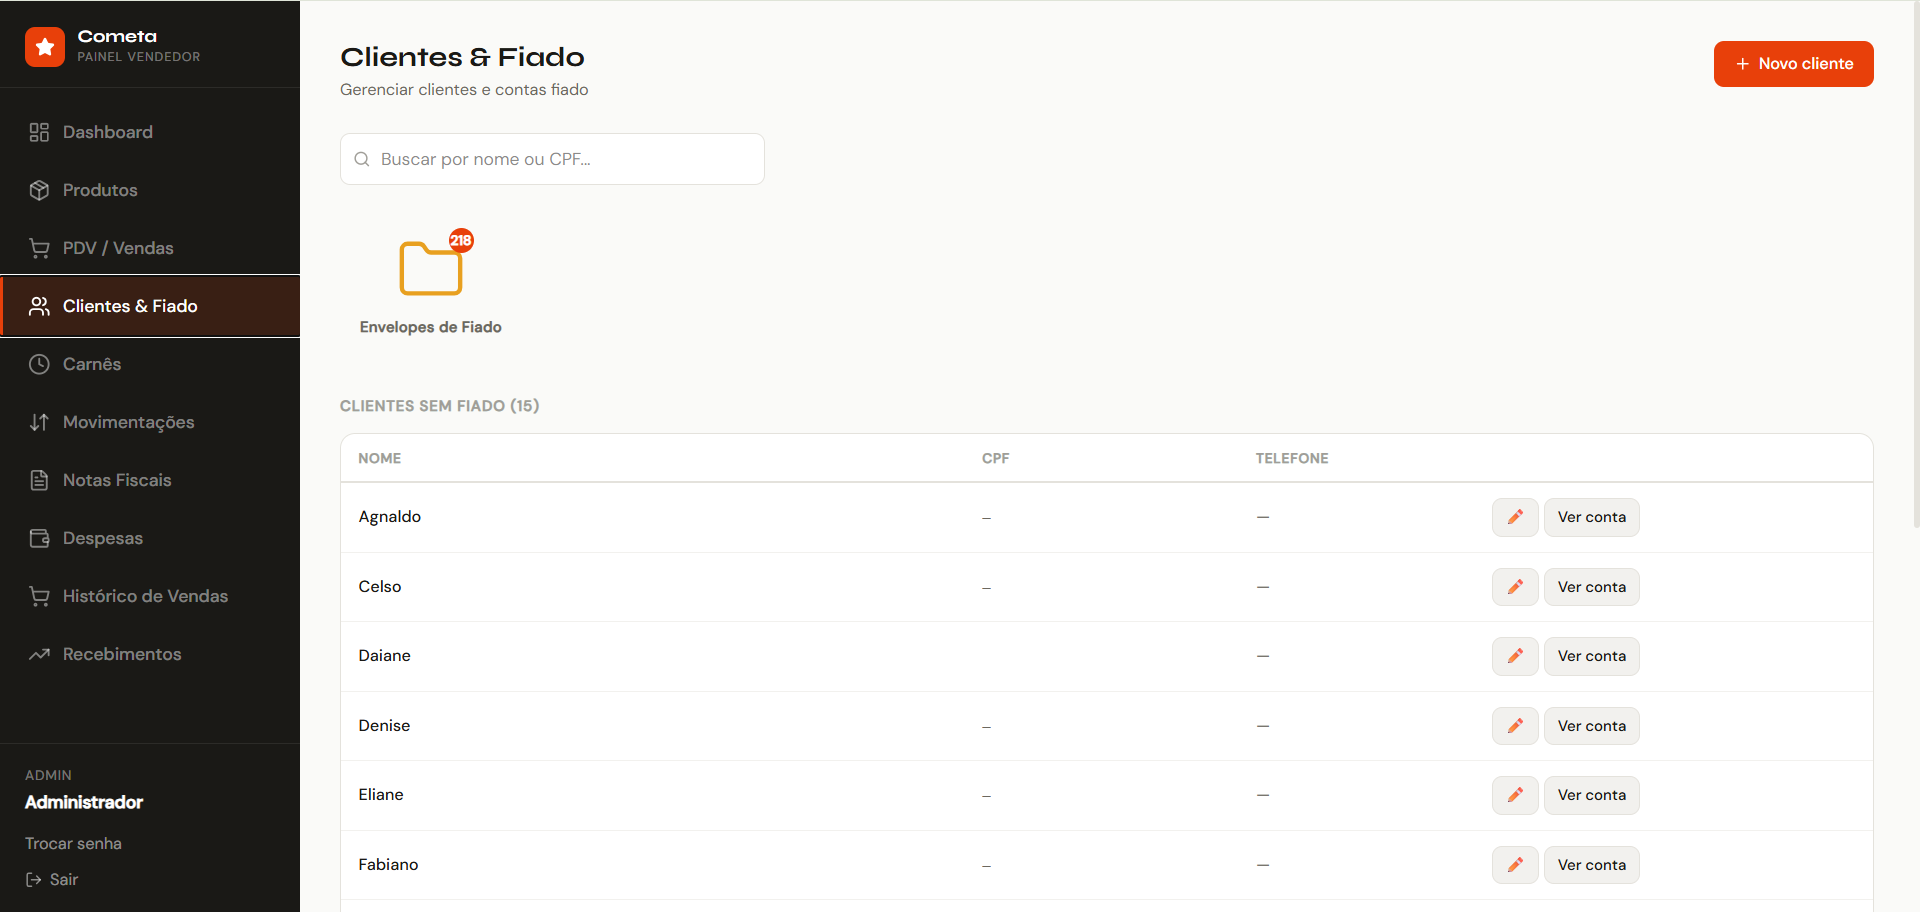 Cometa
PAINEL VENDEDOR
Dashboard
Produtos
PDV / Vendas
Clientes & Fiado
Carnês
Movimentações
Notas Fiscais
Despesas
Histórico de Vendas
Recebimentos
ADMIN
Administrador
Trocar senha
Sair
Clientes & Fiado
Gerenciar clientes e contas fiado
+ Novo cliente
Buscar por nome ou CPF...
218
Envelopes de Fiado
CLIENTES SEM FIADO (15)
NOME CPF TELEFONE
Agnaldo – — Ver conta
Celso – — Ver conta
Daiane — Ver conta
Denise – — Ver conta
Eliane – — Ver conta
Fabiano – — Ver conta